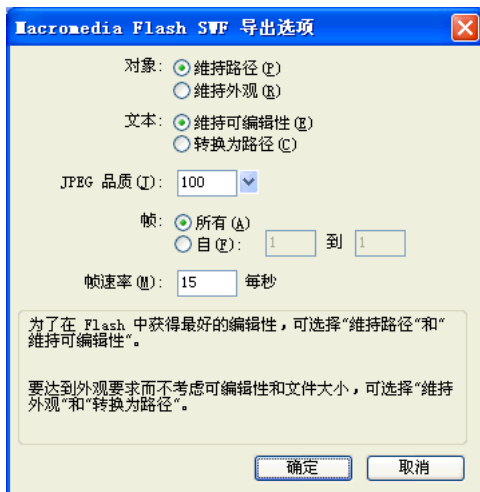 Macromedia Flash SWF 导出选项
对象: 维持路径(P)
维持外观(R)
文本: 维持可编辑性(E)
转换为路径(C)
JPEG 品质(J): 100
帧: 所有(A)
自(F): 1 到 1
帧速率(M): 15 每秒
为了在 Flash 中获得最好的编辑性，可选择“维持路径”和“
维持可编辑性”。
要达到外观要求而不考虑可编辑性和文件大小，可选择“维持
外观”和“转换为路径”。
确定 取消